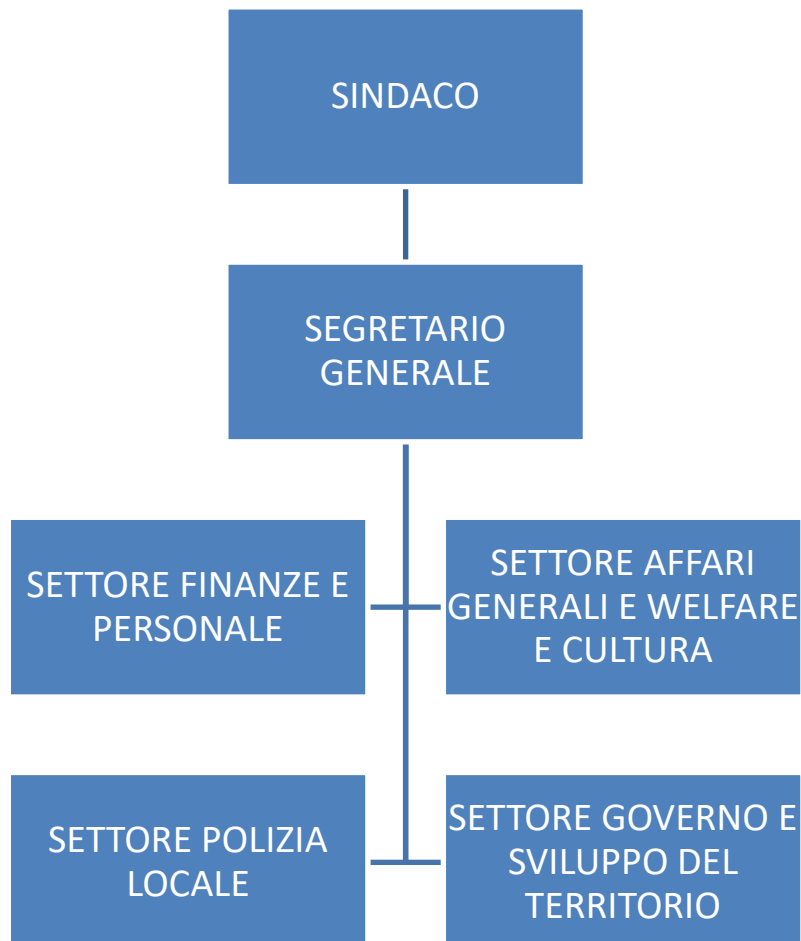 SINDACO
SEGRETARIO
GENERALE
SETTORE FINANZE E
PERSONALE
SETTORE AFFARI
GENERALI E WELFARE
E CULTURA
SETTORE POLIZIA
LOCALE
SETTORE GOVERNO E
SVILUPPO DEL
TERRITORIO